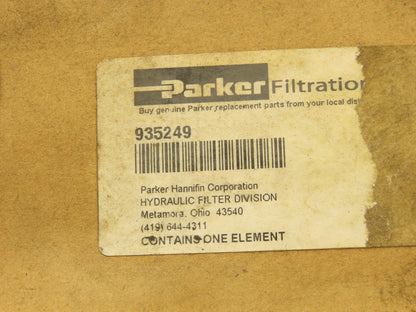 Parker Filtration
Buy genuine Parker replacement parts from your local dist
935249
Parker Hannifin Corporation
HYDRAULIC FILTER DIVISION
Metamora, Ohio 43540
(419) 644-4311
CONTAINS ONE ELEMENT